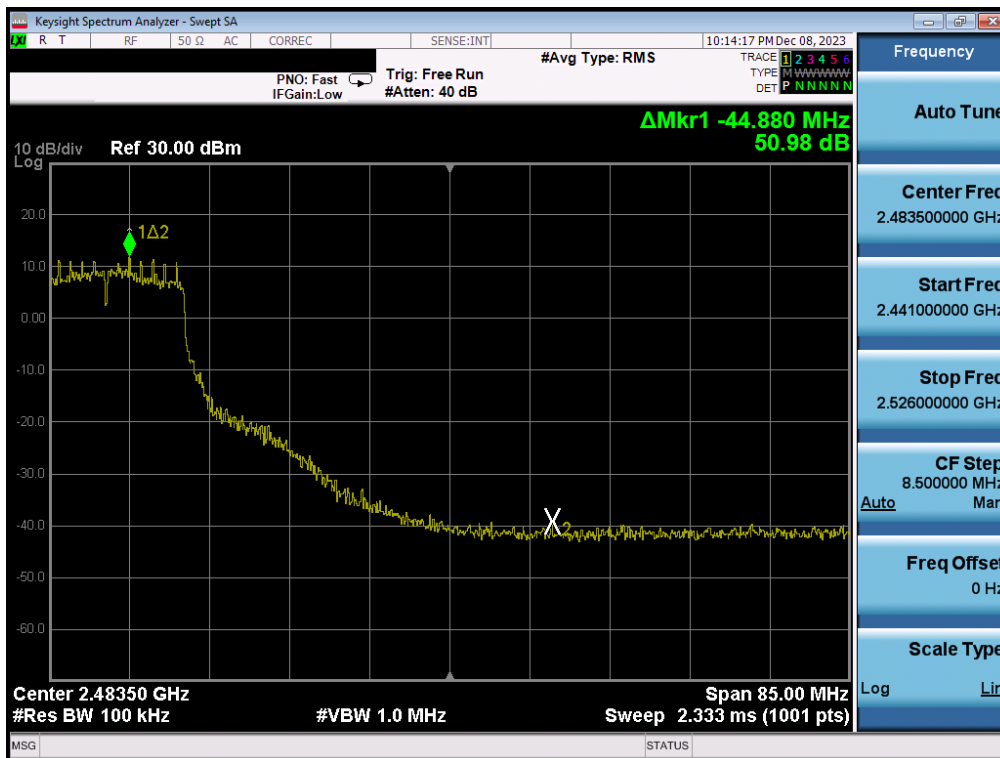 Keysight Spectrum Analyzer - Swept SA
LXI R T RF 50 Ω AC CORREC SENSE:INT 10:14:17 PM Dec 08, 2023
PNO: Fast
IFGain:Low
Trig: Free Run
#Atten: 40 dB
#Avg Type: RMS
TRACE 1 2 3 4 5 6
TYPE M WWWWW
DET P N N N N N
ΔMkr1 -44.880 MHz
50.98 dB
10 dB/div Ref 30.00 dBm
Log
20.0
10.0
0.00
-10.0
-20.0
-30.0
-40.0
-50.0
-60.0
1Δ2
X2
Center 2.48350 GHz Span 85.00 MHz
#Res BW 100 kHz #VBW 1.0 MHz Sweep 2.333 ms (1001 pts)
MSG STATUS
Frequency
Auto Tune
Center Freq
2.483500000 GHz
Start Freq
2.441000000 GHz
Stop Freq
2.526000000 GHz
CF Step
8.500000 MHz
Auto Man
Freq Offset
0 Hz
Scale Type
Log Lin